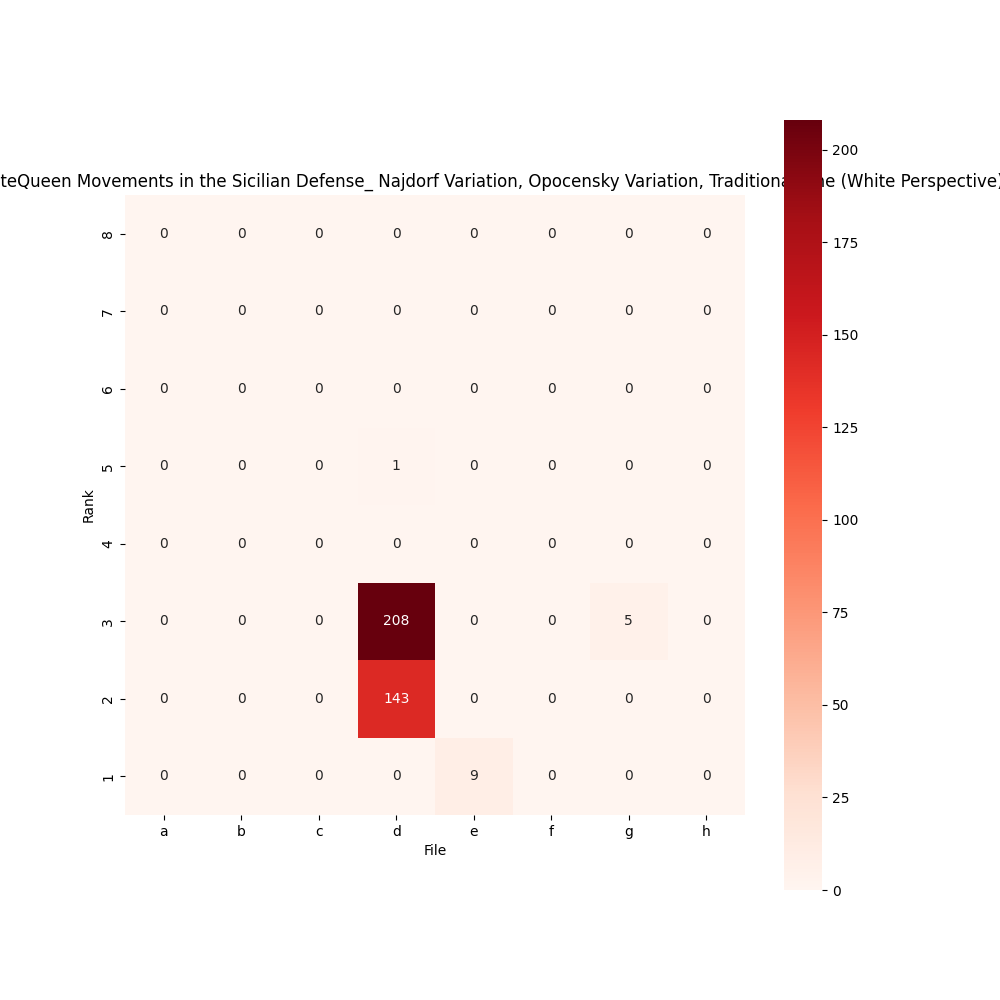 teQueen Movements in the Sicilian Defense_ Najdorf Variation, Opocensky Variation, Traditiona ne (White Perspective)
8 0 0 0 0 0 0 0 0
7 0 0 0 0 0 0 0 0
6 0 0 0 0 0 0 0 0
5 0 0 0 1 0 0 0 0
4 0 0 0 0 0 0 0 0
3 0 0 0 208 0 0 5 0
2 0 0 0 143 0 0 0 0
1 0 0 0 0 9 0 0 0
a b c d e f g h
File
Rank
200
175
150
125
100
75
50
25
0